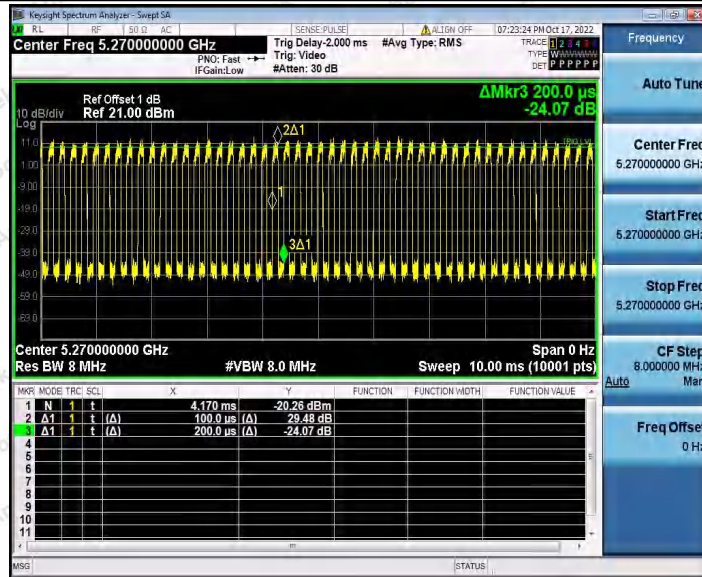 Keysight Spectrum Analyzer - Swept SA
RL RF 50 Ω AC SENSE:PULSE ALIGN OFF 07:23:24 PM Oct 17, 2022
Center Freq 5.270000000 GHz
PNO: Fast
IFGain:Low
Trig Delay-2.000 ms
Trig: Video
#Atten: 30 dB
#Avg Type: RMS
TRACE 1 2 3 4 5 6
TYPE WWWWWW
DET P P P P P P
Ref Offset 1 dB
10 dB/div Ref 21.00 dBm
Log
ΔMkr3 200.0 µs
-24.07 dB
11.0
1.00
-9.00
-19.0
-29.0
-39.0
-49.0
-59.0
-69.0
2Δ1
TRIG LVL
1
3Δ1
Center 5.270000000 GHz Span 0 Hz
Res BW 8 MHz #VBW 8.0 MHz Sweep 10.00 ms (10001 pts)
MKR MODE TRC SCL X Y FUNCTION FUNCTION WIDTH FUNCTION VALUE
1 N 1 t 4.170 ms -20.26 dBm
2 Δ1 1 t (Δ) 100.0 µs (Δ) 29.48 dB
3 Δ1 1 t (Δ) 200.0 µs (Δ) -24.07 dB
4
5
6
7
8
9
10
11
MSG STATUS
Frequency
Auto Tune
Center Freq
5.270000000 GHz
Start Freq
5.270000000 GHz
Stop Freq
5.270000000 GHz
CF Step
8.000000 MHz
Auto Man
Freq Offset
0 Hz